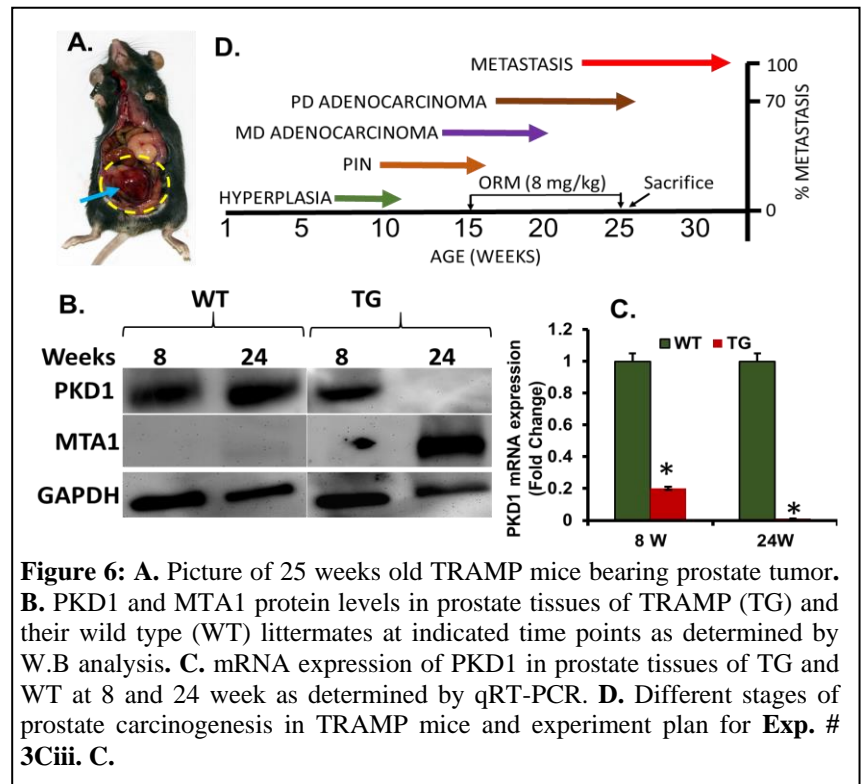 A.
D.
METASTASIS
PD ADENOCARCINOMA
MD ADENOCARCINOMA
PIN
ORM (8 mg/kg)
Sacrifice
HYPERPLASIA
100
70
0
% METASTASIS
1 5 10 15 20 25 30
AGE (WEEKS)
B.
WT TG
Weeks 8 24 8 24
PKD1
MTA1
GAPDH
C.
WT TG
PKD1 mRNA expression
(Fold Change)
1.2
1
0.8
0.6
0.4
0.2
0
*
*
8 W 24W
Figure 6: A. Picture of 25 weeks old TRAMP mice bearing prostate tumor.
B. PKD1 and MTA1 protein levels in prostate tissues of TRAMP (TG) and
their wild type (WT) littermates at indicated time points as determined by
W.B analysis. C. mRNA expression of PKD1 in prostate tissues of TG and
WT at 8 and 24 week as determined by qRT-PCR. D. Different stages of
prostate carcinogenesis in TRAMP mice and experiment plan for Exp. #
3Ciii. C.